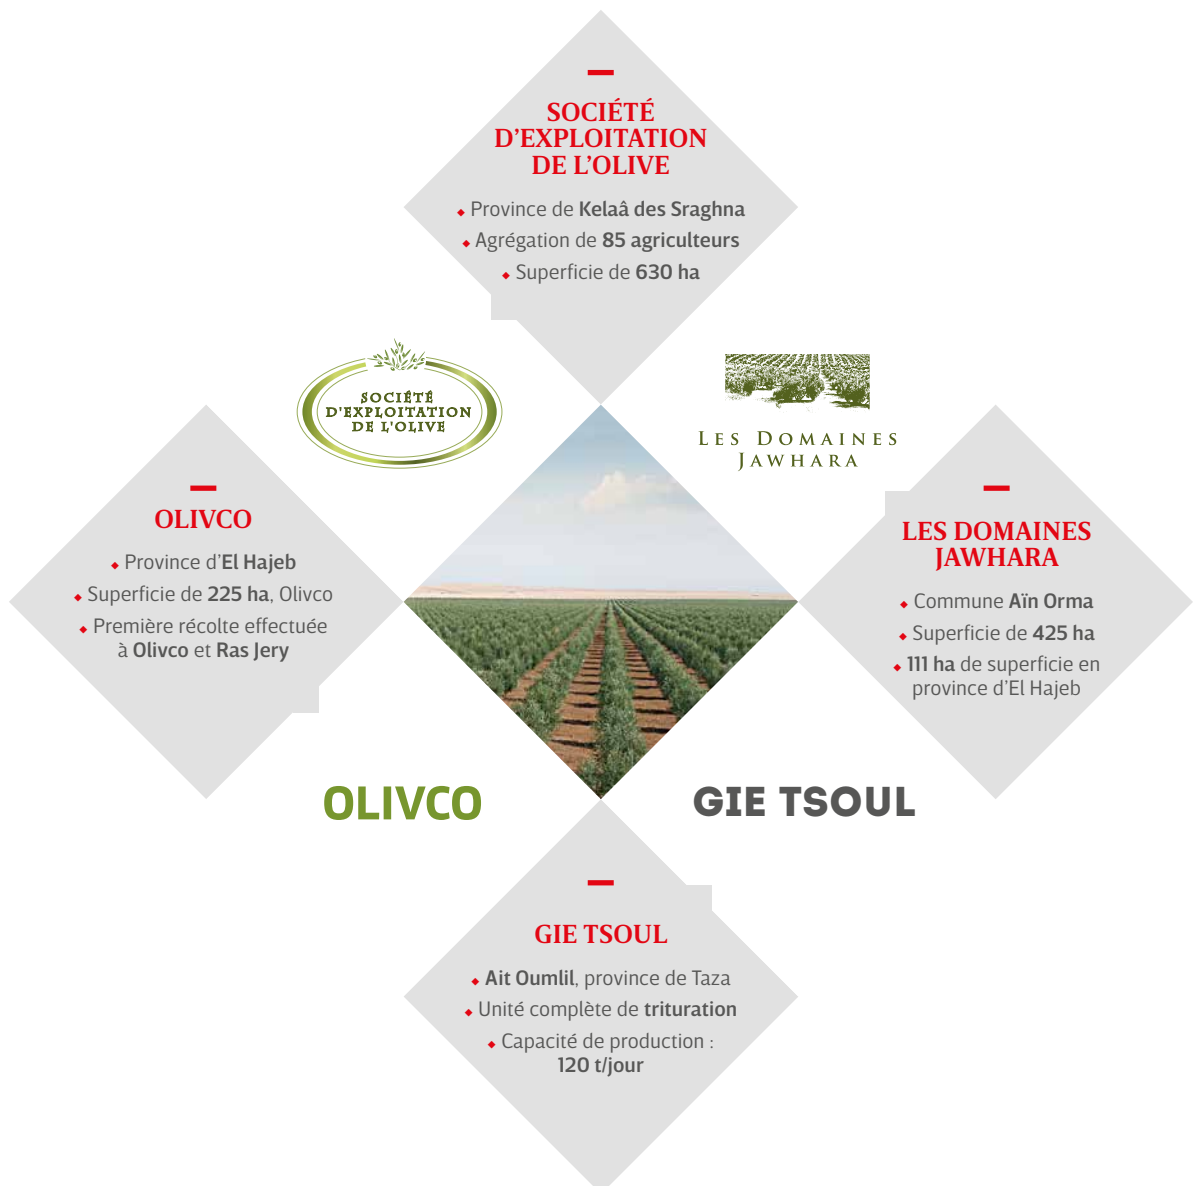 SOCIÉTÉ
D'EXPLOITATION
DE L'OLIVE
Province de Kelaâ des Sraghna
Agrégation de 85 agriculteurs
Superficie de 630 ha
SOCIÉTÉ
D'EXPLOITATION
DE L'OLIVE
LES DOMAINES
JAWHARA
OLIVCO
Province d'El Hajeb
Superficie de 225 ha, Olivco
Première récolte effectuée
à Olivco et Ras Jery
LES DOMAINES
JAWHARA
Commune Aïn Orma
Superficie de 425 ha
111 ha de superficie en
province d'El Hajeb
OLIVCO
GIE TSOUL
GIE TSOUL
Ait Oumlil, province de Taza
Unité complète de trituration
Capacité de production :
120 t/jour